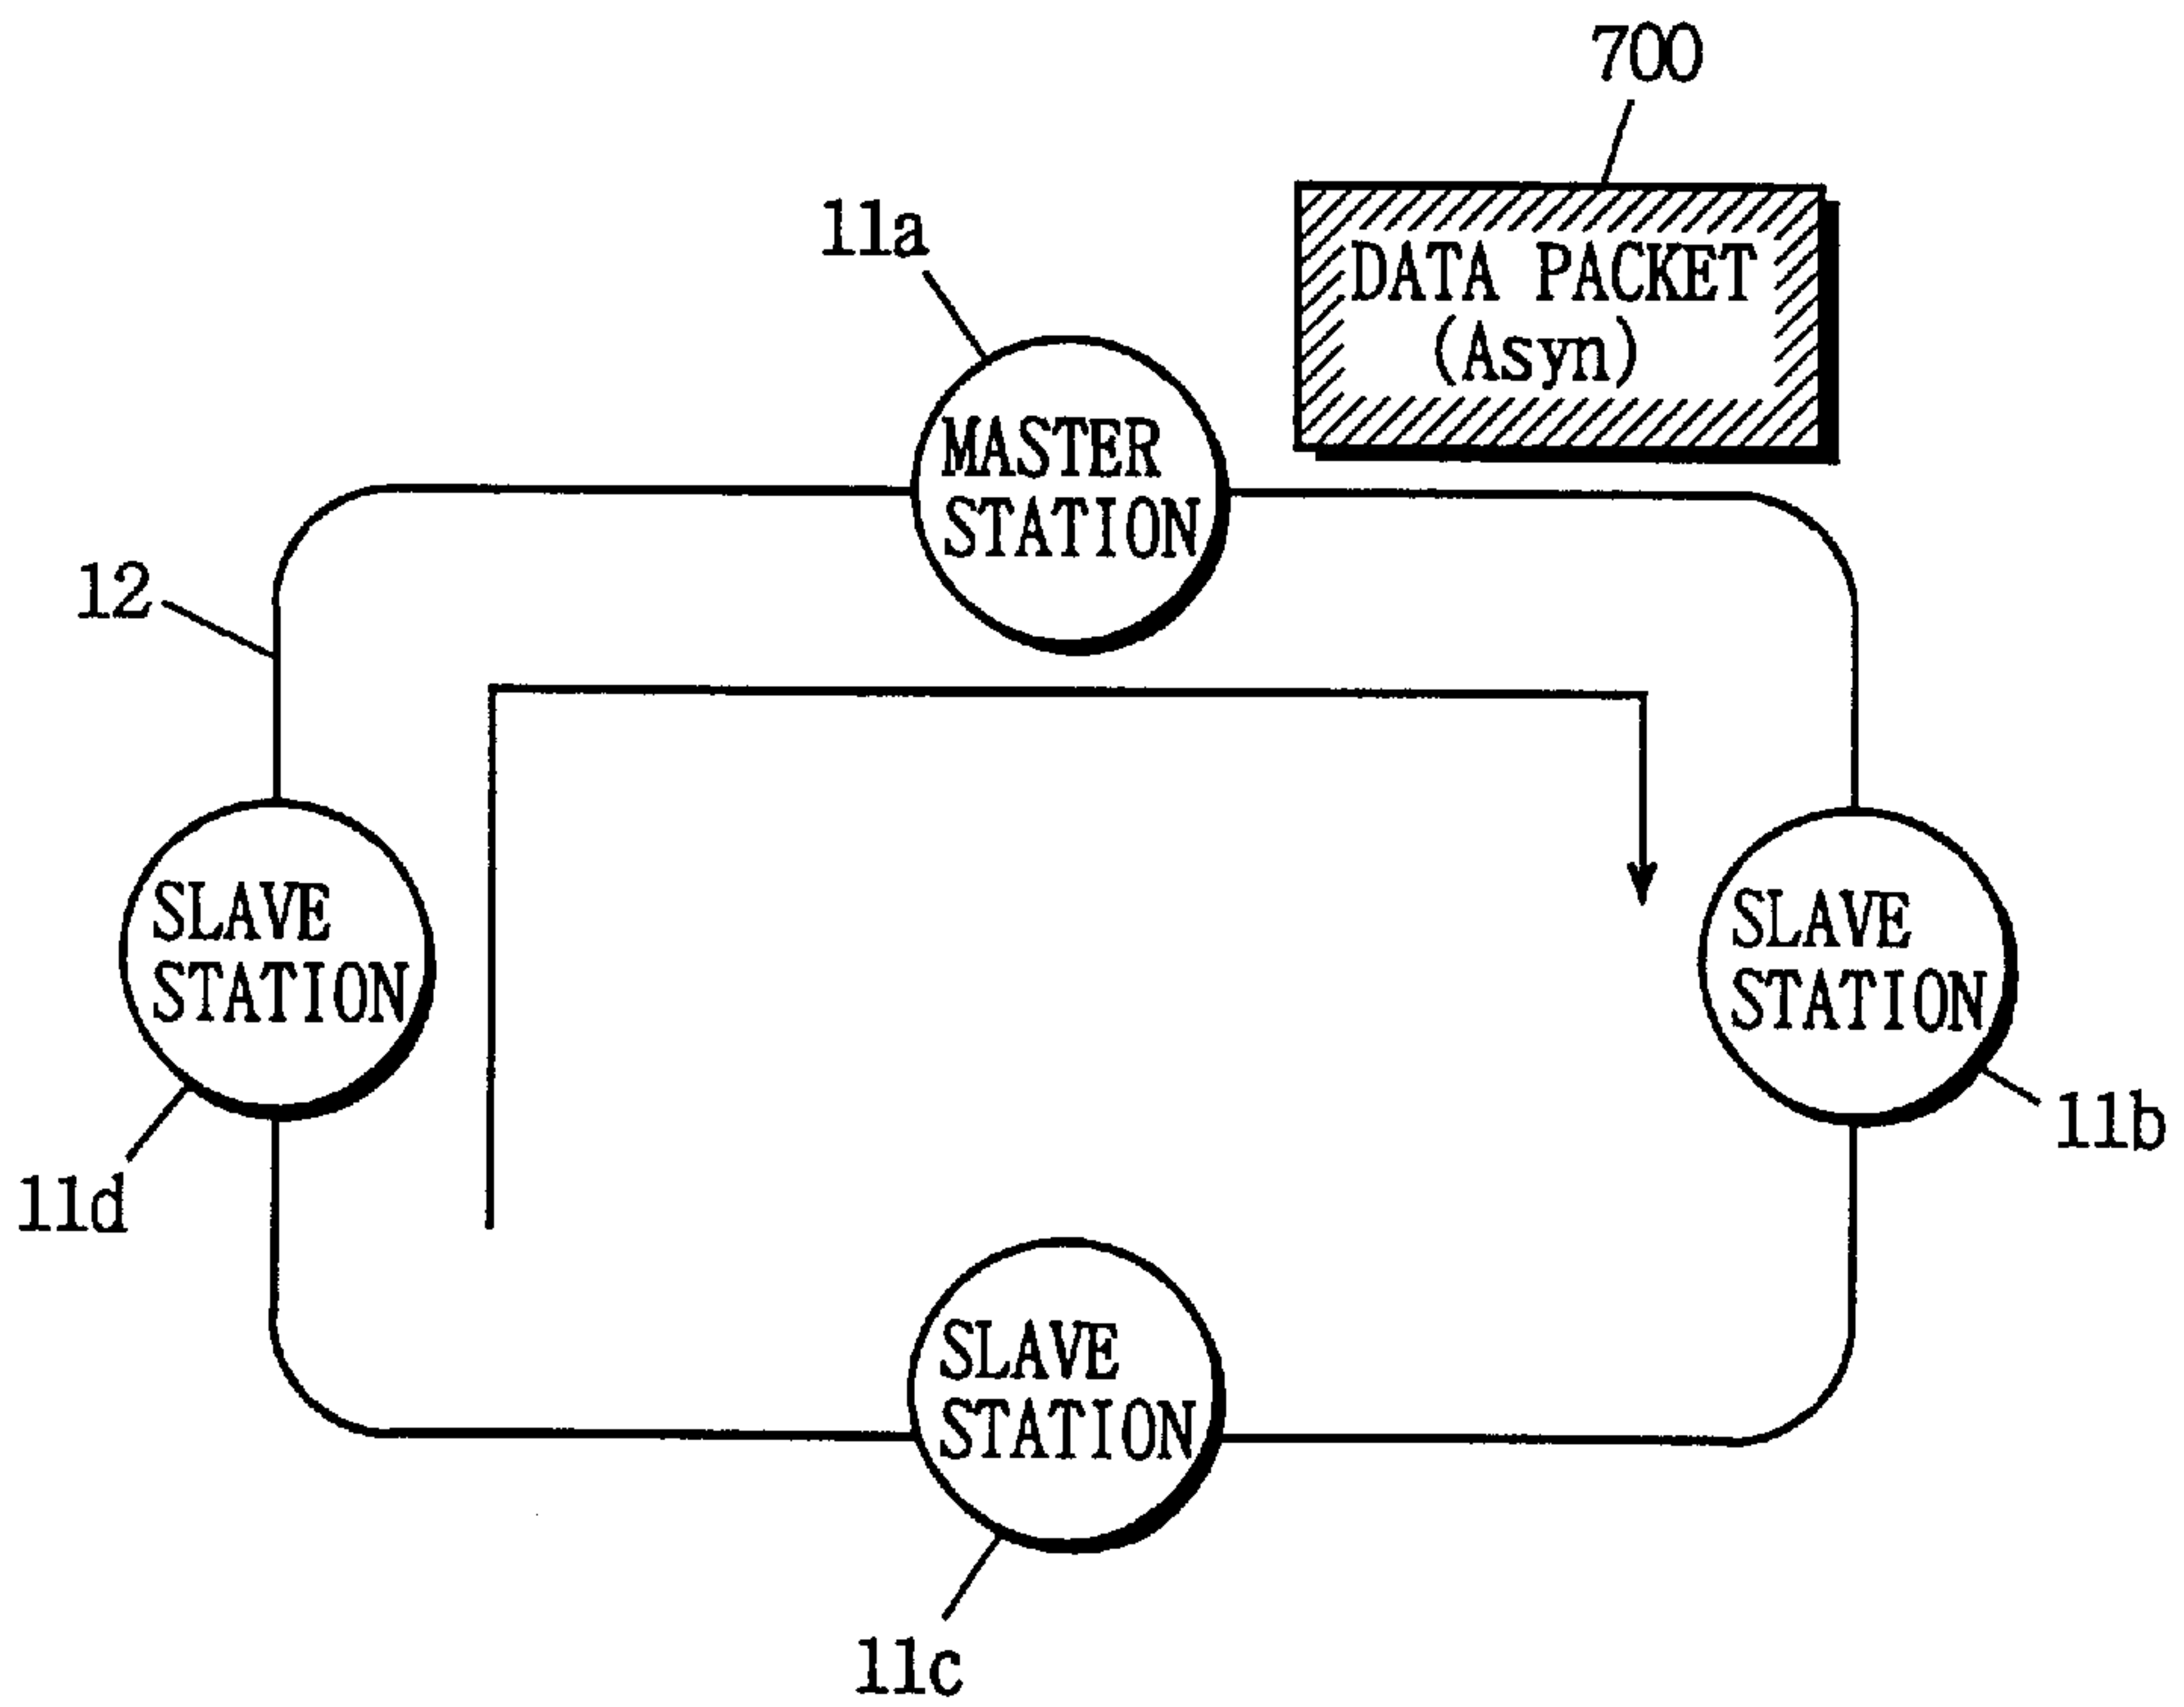 700
11a
DATA PACKET
(Asyn)
MASTER
STATION
12
SLAVE
STATION
SLAVE
STATION
11b
11d
SLAVE
STATION
11c